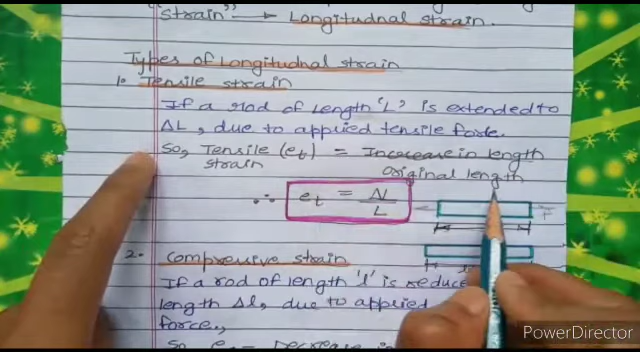 strain" → Longitudnal strain.
Types of Longitudnal strain
1. Tensile strain
If a rod of length 'L' is extended to
ΔL, due to applied tensile force.
So, Tensile strain (et) = Increase in length / original length
∴ et = Δl / L
F
2. compressive strain
If a rod of length 'l' is reduce
length Δl, due to applied
force.,
So
PowerDirector